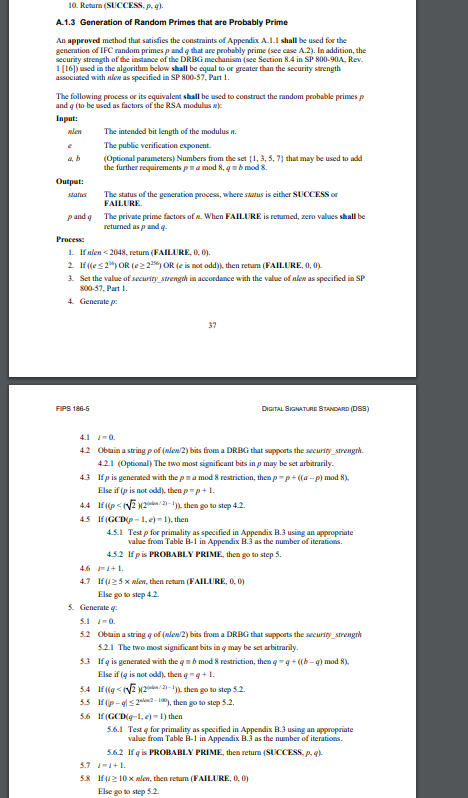 10. Return (SUCCESS, p, q).
A.1.3 Generation of Random Primes that are Probably Prime
An approved method that satisfies the constraints of Appendix A.1.1 shall be used for the
generation of IFC random primes p and q that are probably prime (see case A.2). In addition, the
security strength of the instance of the DRBG mechanism (see Section 8.4 in SP 800-90A, Rev.
1 [16]) used in the algorithm below shall be equal to or greater than the security strength
associated with nlen as specified in SP 800-57, Part 1.
The following process or its equivalent shall be used to construct the random probable primes p
and q (to be used as factors of the RSA modulus n):
Input:
nlen The intended bit length of the modulus n.
e The public verification exponent.
a, b (Optional parameters) Numbers from the set {1, 3, 5, 7} that may be used to add
the further requirements p ≡ a mod 8, q ≡ b mod 8.
Output:
status The status of the generation process, where status is either SUCCESS or
FAILURE.
p and q The private prime factors of n. When FAILURE is returned, zero values shall be
returned as p and q.
Process:
1. If nlen < 2048, return (FAILURE, 0, 0).
2. If ((e ≤ 2¹⁶) OR (e ≥ 2²⁵⁶) OR (e is not odd)), then return (FAILURE, 0, 0).
3. Set the value of security_strength in accordance with the value of nlen as specified in SP
800-57, Part 1.
4. Generate p:
37
FIPS 186-5 DIGITAL SIGNATURE STANDARD (DSS)
4.1 i = 0.
4.2 Obtain a string p of (nlen/2) bits from a DRBG that supports the security_strength.
4.2.1 (Optional) The two most significant bits in p may be set arbitrarily.
4.3 If p is generated with the p ≡ a mod 8 restriction, then p = p + ((a – p) mod 8),
Else if (p is not odd), then p = p + 1.
4.4 If ((p < (√2 )(2^(nlen / 2) – 1)), then go to step 4.2.
4.5 If (GCD(p – 1, e) = 1), then
4.5.1 Test p for primality as specified in Appendix B.3 using an appropriate
value from Table B-1 in Appendix B.3 as the number of iterations.
4.5.2 If p is PROBABLY PRIME, then go to step 5.
4.6 i= i + 1.
4.7 If (i ≥ 5 × nlen, then return (FAILURE, 0, 0)
Else go to step 4.2.
5. Generate q:
5.1 i = 0.
5.2 Obtain a string q of (nlen/2) bits from a DRBG that supports the security_strength
5.2.1 The two most significant bits in q may be set arbitrarily.
5.3 If q is generated with the q ≡ b mod 8 restriction, then q = q + ((b – q) mod 8),
Else if (q is not odd), then q = q + 1.
5.4 If ((q < (√2 )(2^(nlen / 2) – 1)), then go to step 5.2.
5.5 If (|p – q| ≤ 2^(nlen/2 – 100), then go to step 5.2.
5.6 If (GCD(q–1, e) = 1) then
5.6.1 Test q for primality as specified in Appendix B.3 using an appropriate
value from Table B-1 in Appendix B.3 as the number of iterations.
5.6.2 If q is PROBABLY PRIME, then return (SUCCESS, p, q).
5.7 i = i + 1.
5.8 If (i ≥ 10 × nlen, then return (FAILURE, 0, 0)
Else go to step 5.2.